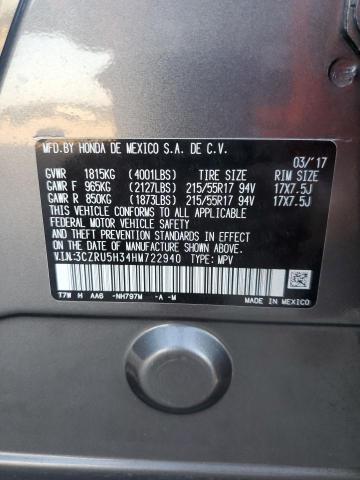 MFD.BY HONDA DE MEXICO S.A. DE C.V.
03/'17
GVWR 1815KG (4001LBS) TIRE SIZE RIM SIZE
GAWR F 965KG (2127LBS) 215/55R17 94V 17X7.5J
GAWR R 850KG (1873LBS) 215/55R17 94V 17X7.5J
THIS VEHICLE CONFORMS TO ALL APPLICABLE
FEDERAL MOTOR VEHICLE SAFETY AND THEFT
PREVENTION STANDARDS IN EFFECT ON THE DATE
OF MANUFACTURE SHOWN ABOVE.
V.I.N:3CZRU5H34HM722940 TYPE: MPV
T7W H AA6 -NH797M -A -M
MADE IN MEXICO